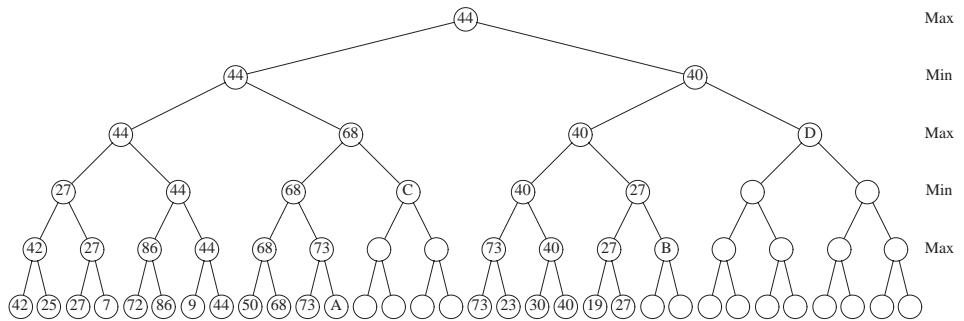 44 Max
44 40 Min
44 68 40 D Max
27 44 68 C 40 27 Min
42 27 86 44 68 73 73 40 27 B Max
42 25 27 7 72 86 9 44 50 68 73 A 73 23 30 40 19 27